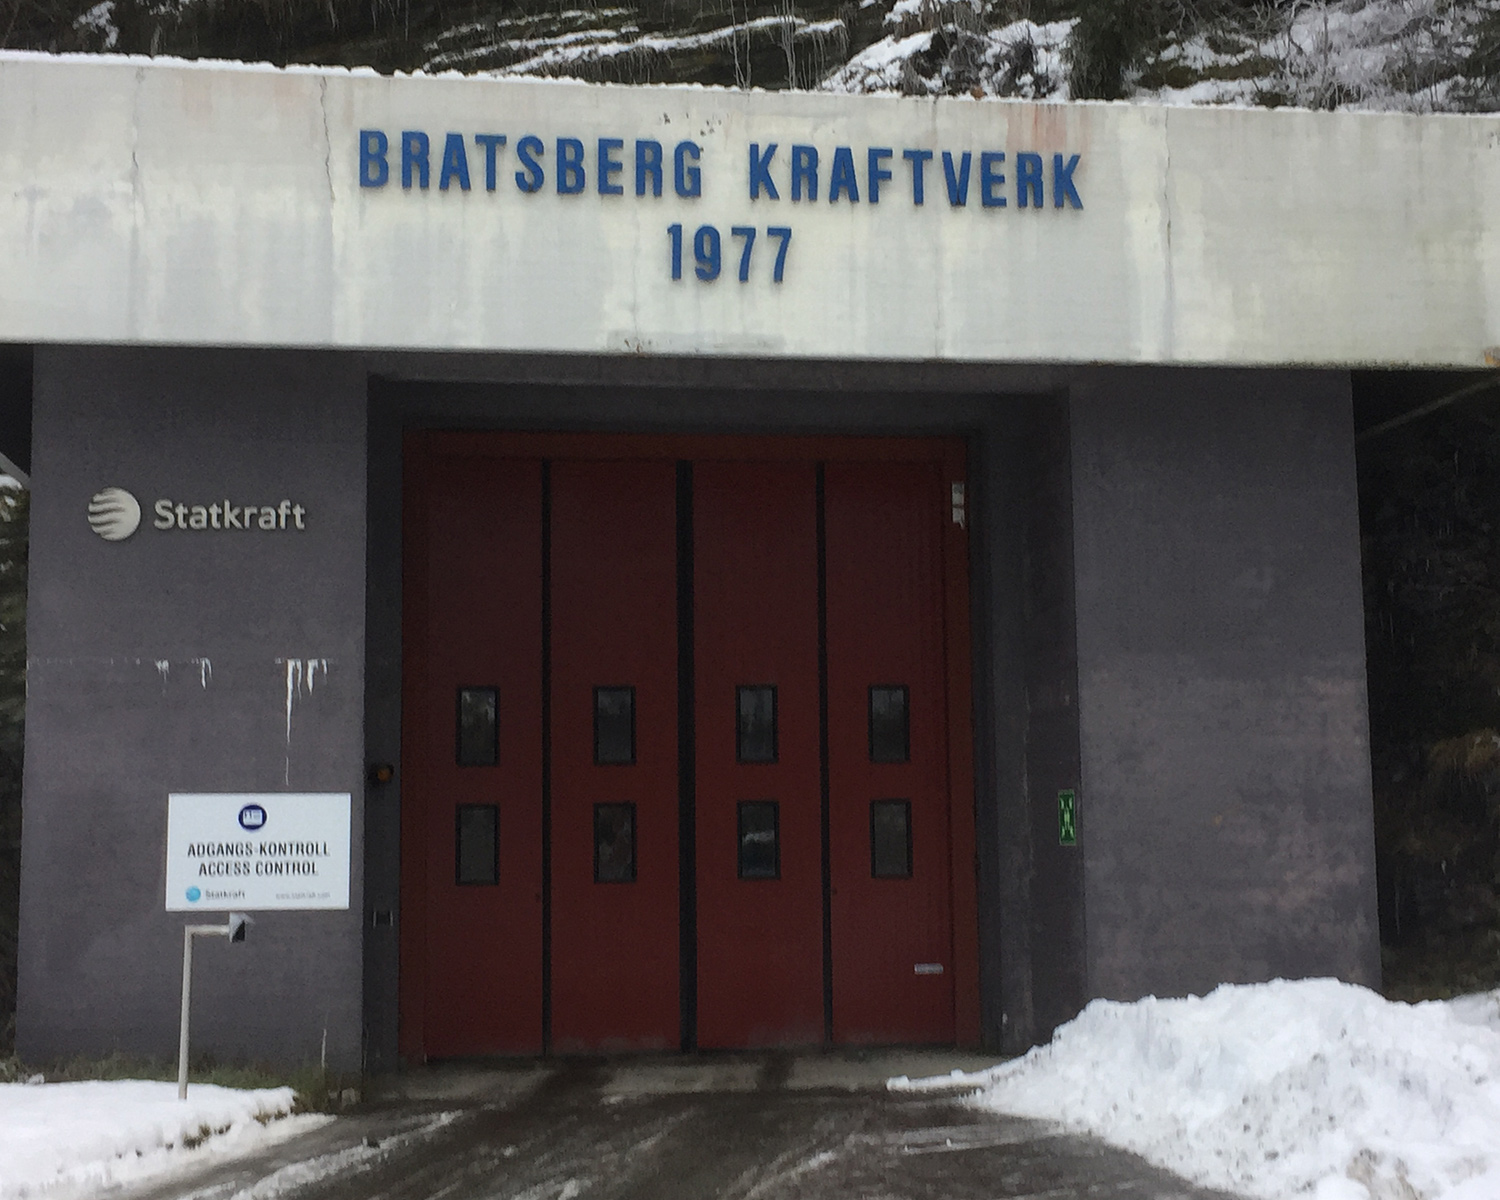 BRATSBERG KRAFTVERK
1977
Statkraft
ADGANGS-KONTROLL
ACCESS CONTROL
Statkraft